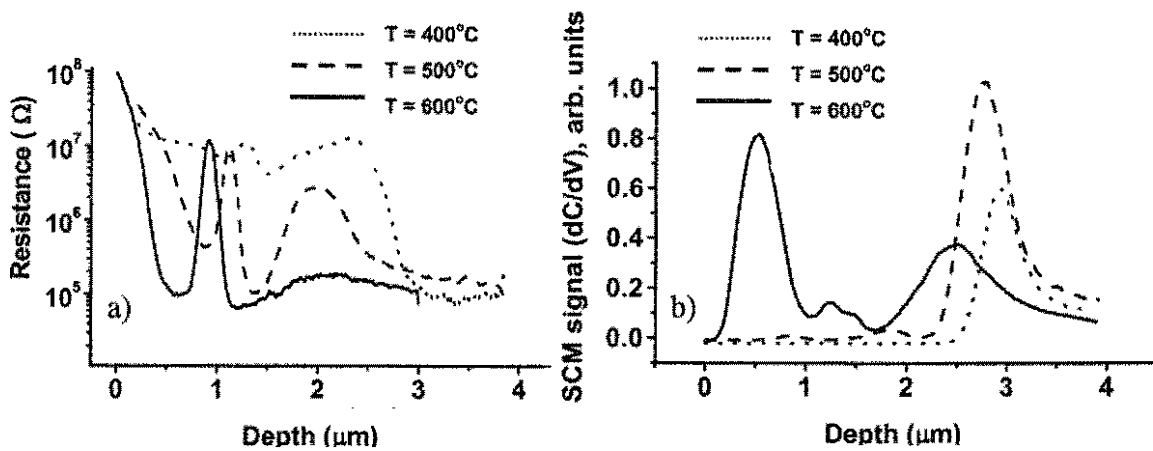 T = 400°C
T = 500°C
T = 600°C
Resistance ( Ω)
10⁸
10⁷
10⁶
10⁵
a)
0 1 2 3 4
Depth (μm)
T = 400°C
T = 500°C
T = 600°C
SCM signal (dC/dV), arb. units
1.0
0.8
0.6
0.4
0.2
0.0
b)
0 1 2 3 4
Depth (μm)